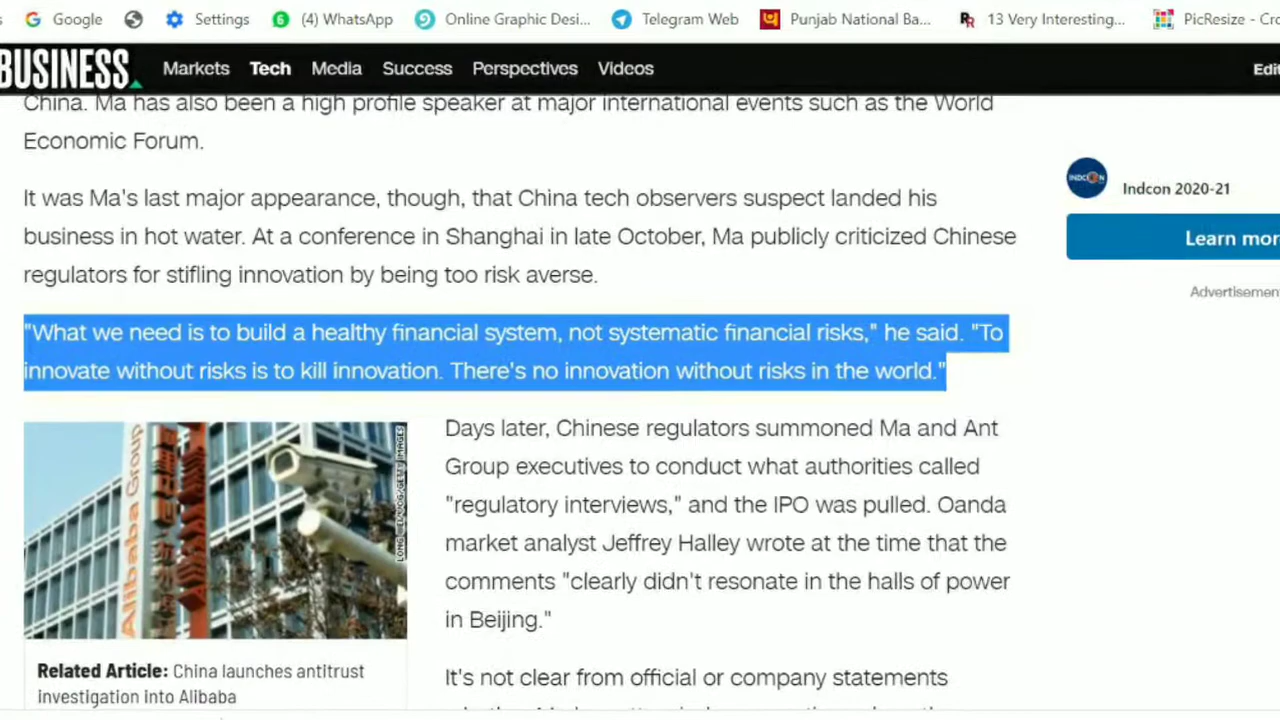 Google
Settings
(4) WhatsApp
Online Graphic Desi...
Telegram Web
Punjab National Ba...
13 Very Interesting...
PicResize - Cro
BUSINESS
Markets
Tech
Media
Success
Perspectives
Videos
Edit
China. Ma has also been a high profile speaker at major international events such as the World
Economic Forum.
It was Ma's last major appearance, though, that China tech observers suspect landed his
business in hot water. At a conference in Shanghai in late October, Ma publicly criticized Chinese
regulators for stifling innovation by being too risk averse.
"What we need is to build a healthy financial system, not systematic financial risks," he said. "To
innovate without risks is to kill innovation. There's no innovation without risks in the world."
INDCON
Indcon 2020-21
Learn mor
Advertisemen
Alibaba Group
LONG WEI/VCG/GETTY IMAGES
Related Article: China launches antitrust
investigation into Alibaba
Days later, Chinese regulators summoned Ma and Ant
Group executives to conduct what authorities called
"regulatory interviews," and the IPO was pulled. Oanda
market analyst Jeffrey Halley wrote at the time that the
comments "clearly didn't resonate in the halls of power
in Beijing."
It's not clear from official or company statements